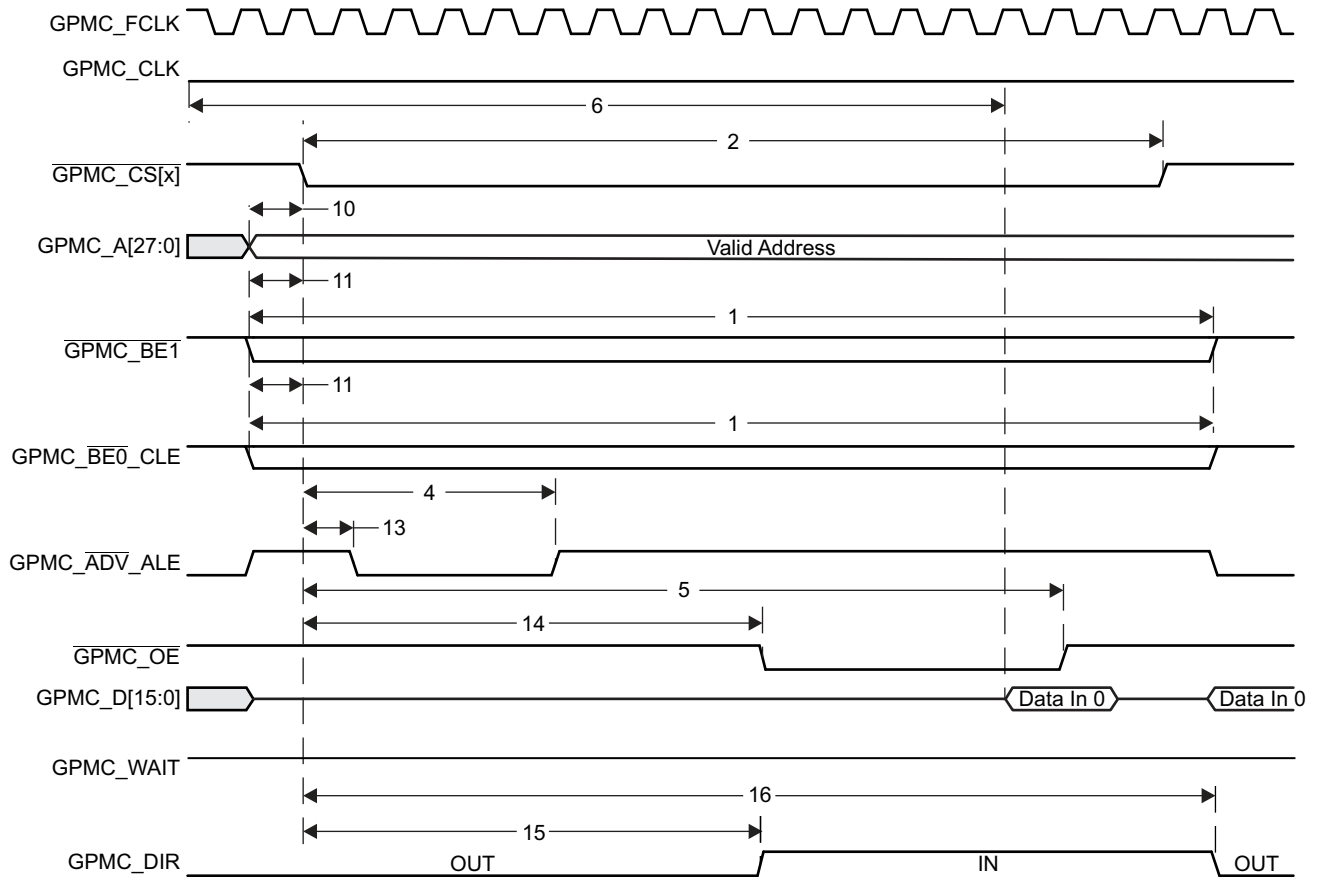 GPMC_FCLK
GPMC_CLK
6
2
GPMC_CS[x]
10
GPMC_A[27:0]
Valid Address
11
1
GPMC_BE1
11
1
GPMC_BE0_CLE
4
13
GPMC_ADV_ALE
5
14
GPMC_OE
GPMC_D[15:0]
Data In 0
Data In 0
GPMC_WAIT
16
15
GPMC_DIR
OUT
IN
OUT